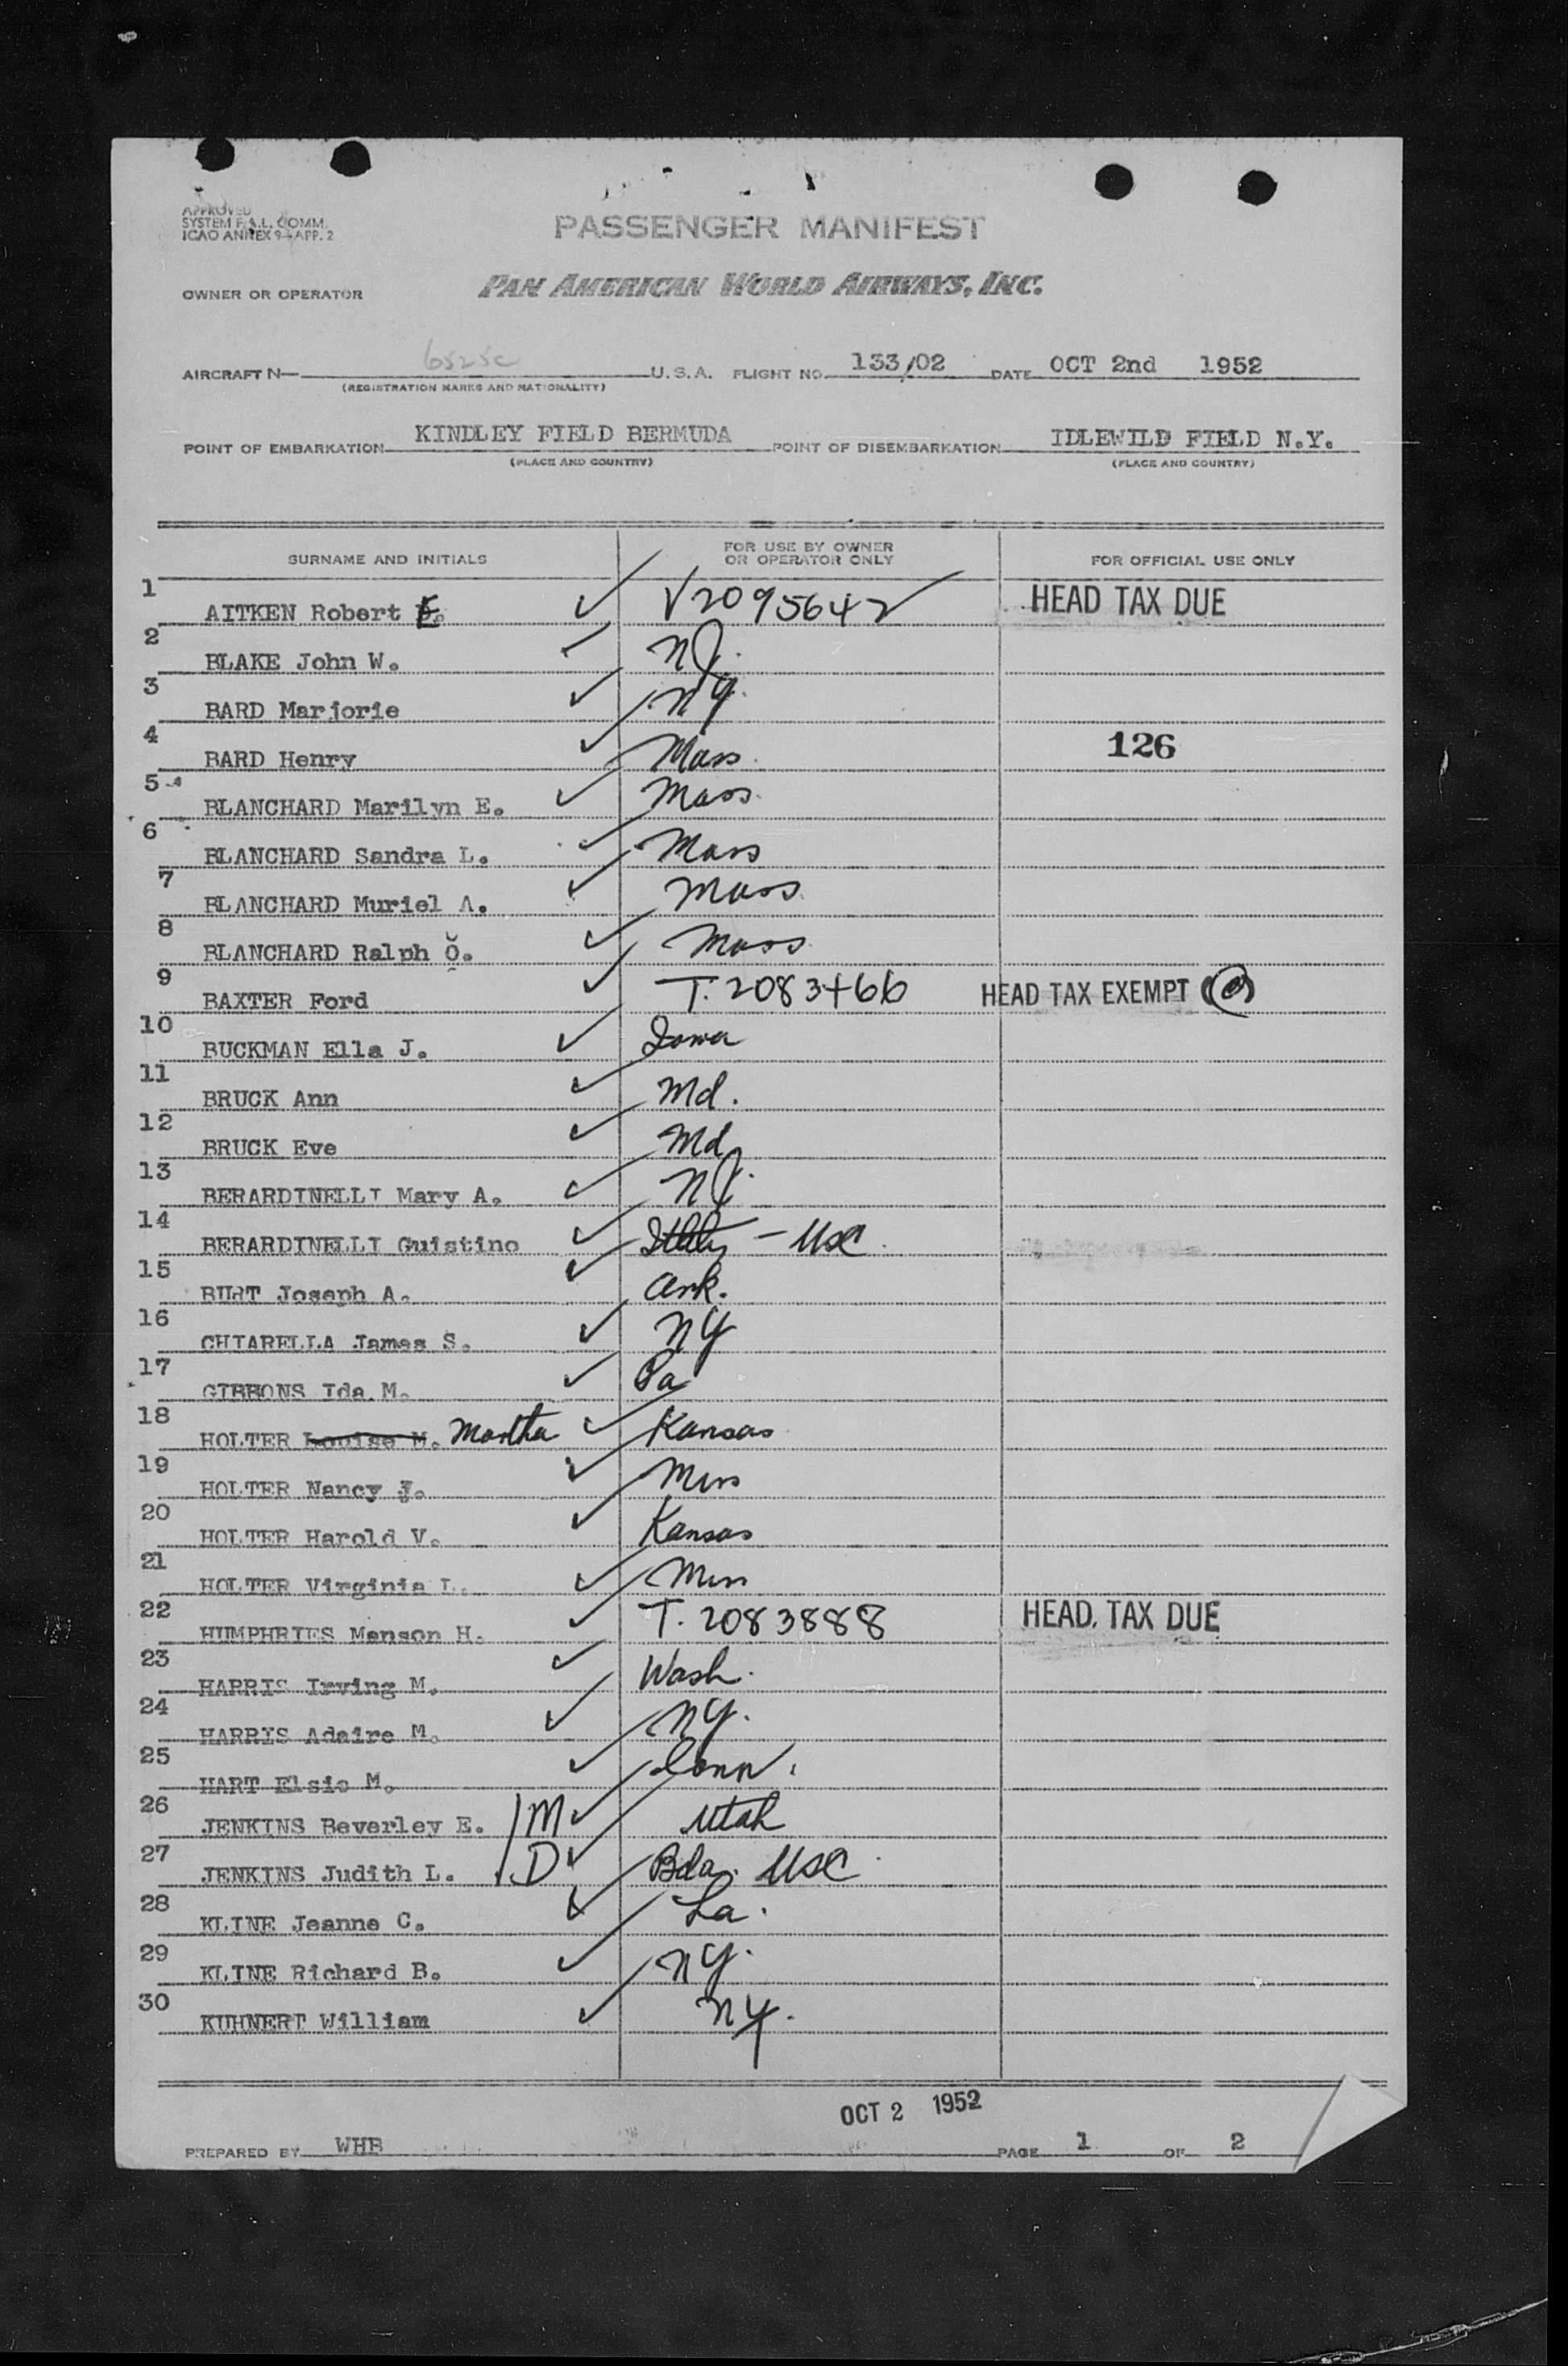 APPROVED
SYSTEM F.A.L. COMM.
ICAO ANNEX 9-APP. 2
PASSENGER MANIFEST
OWNER OR OPERATOR PAN AMERICAN WORLD AIRWAYS, INC.
AIRCRAFT N— 6525C U.S.A. FLIGHT NO. 133/02 DATE OCT 2nd 1952
(REGISTRATION MARKS AND NATIONALITY)
POINT OF EMBARKATION KINDLEY FIELD BERMUDA POINT OF DISEMBARKATION IDLEWILD FIELD N.Y.
(PLACE AND COUNTRY) (PLACE AND COUNTRY)
SURNAME AND INITIALS FOR USE BY OWNER OR OPERATOR ONLY FOR OFFICIAL USE ONLY
1 AITKEN Robert E. ✓ V2095642 HEAD TAX DUE
2 BLAKE John W. NJ.
3 BARD Marjorie ✓ NY.
4 BARD Henry ✓ Mass. 126
5 BLANCHARD Marilyn E. ✓ Mass.
6 BLANCHARD Sandra L. ✓ Mass
7 BLANCHARD Muriel A. ✓ Mass.
8 BLANCHARD Ralph O. ✓ Mass.
9 BAXTER Ford ✓ T. 2083466 HEAD TAX EXEMPT
10 BUCKMAN Ella J. ✓ Iowa
11 BRUCK Ann ✓ Md.
12 BRUCK Eve ✓ Md
13 BERARDINELLI Mary A. ✓ NJ.
14 BERARDINELLI Guistino ✓ Italy - USC.
15 BURT Joseph A. ✓ Ark.
16 CHIARELLA James S. ✓ NY
17 GIBBONS Ida M. ✓ Pa
18 HOLTER Louise M. Martha ✓ Kansas
19 HOLTER Nancy J. ✓ Miss
20 HOLTER Harold V. ✓ Kansas
21 HOLTER Virginia L. ✓ Miss
22 HUMPHRIES Manson H. ✓ T. 2083888 HEAD TAX DUE
23 HARRIS Irving M. ✓ Wash.
24 HARRIS Adaire M. ✓ NY.
25 HART Elsie M. ✓ Conn.
26 JENKINS Beverley E. M ✓ Utah
27 JENKINS Judith L. D ✓ Bda. USC.
28 KLINE Jeanne C. ✓ La.
29 KLINE Richard B. ✓ NY.
30 KUHNERT William ✓ NY.
OCT 2 1952
PREPARED BY WHB PAGE 1 OF 2